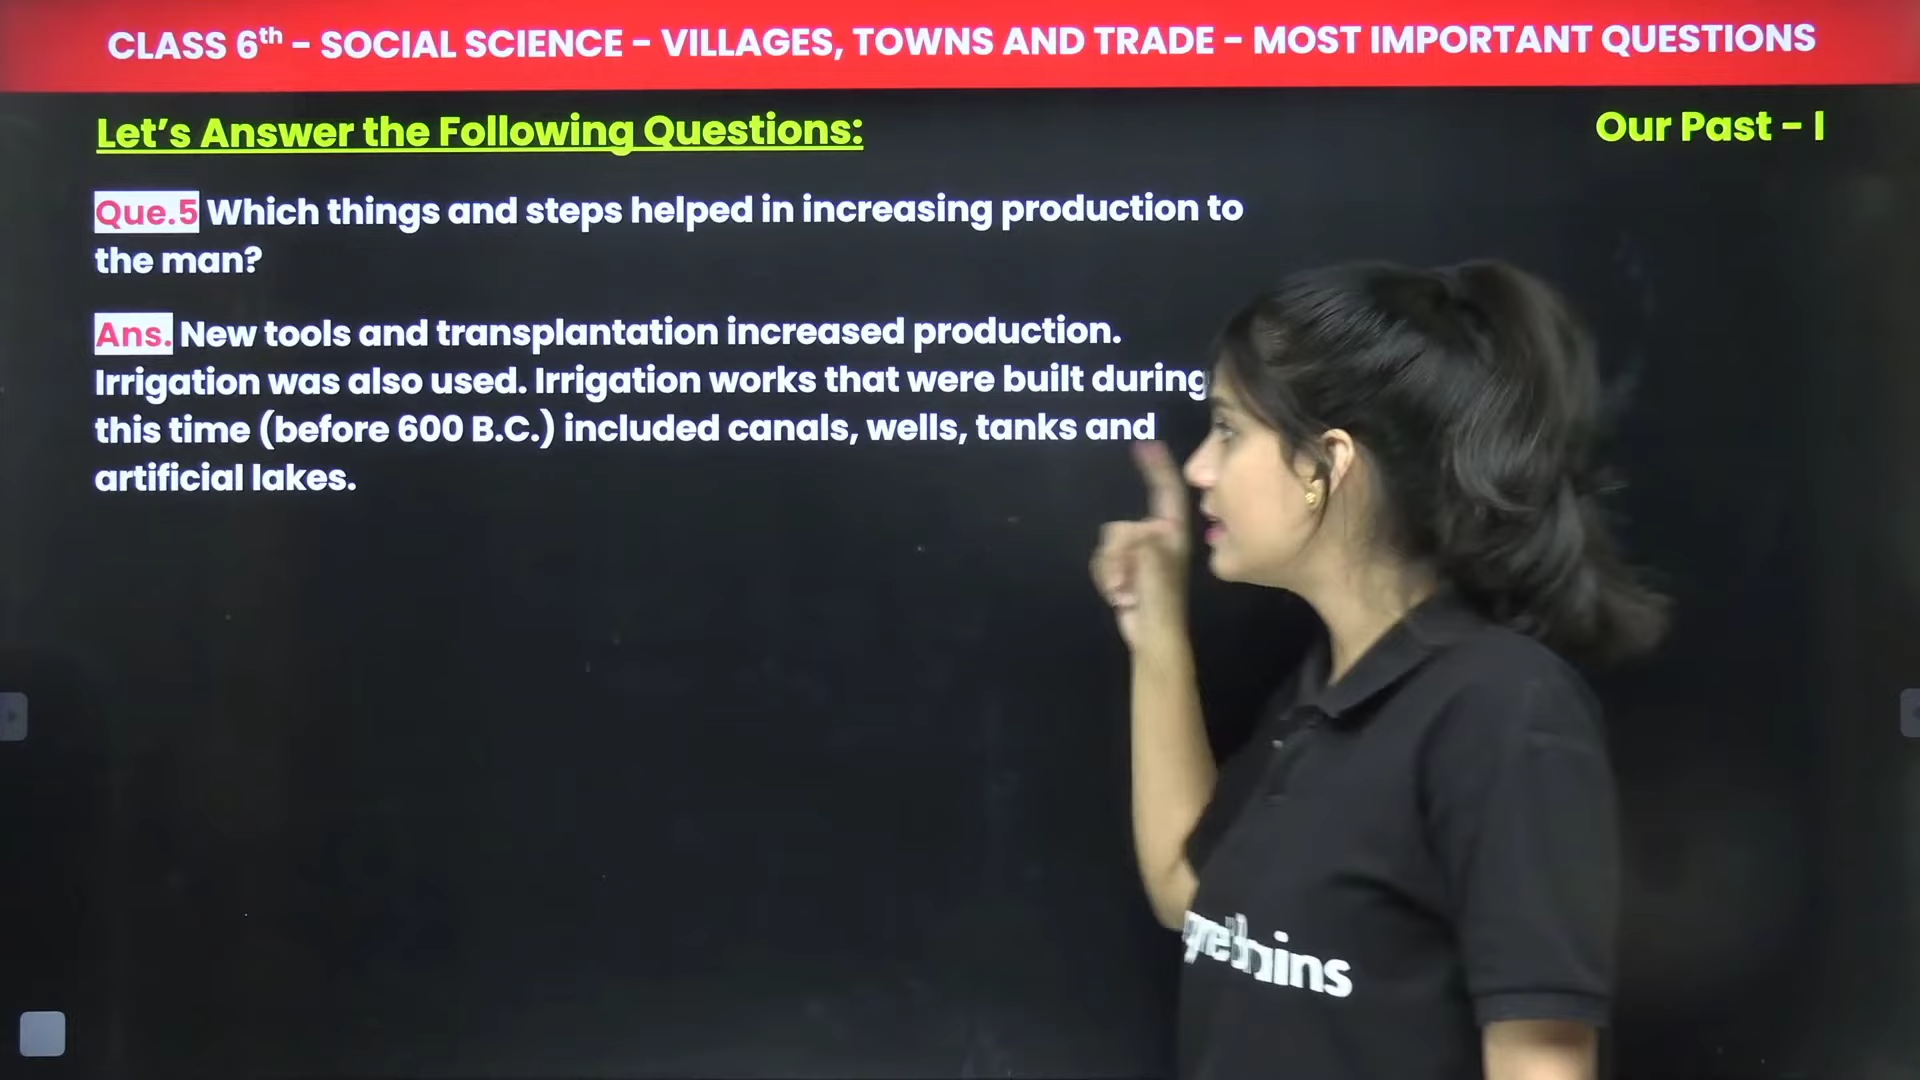 CLASS 6th – SOCIAL SCIENCE – VILLAGES, TOWNS AND TRADE – MOST IMPORTANT QUESTIONS
Let's Answer the Following Questions:
Our Past – I
Que.5 Which things and steps helped in increasing production to
the man?
Ans. New tools and transplantation increased production.
Irrigation was also used. Irrigation works that were built during
this time (before 600 B.C.) included canals, wells, tanks and
artificial lakes.